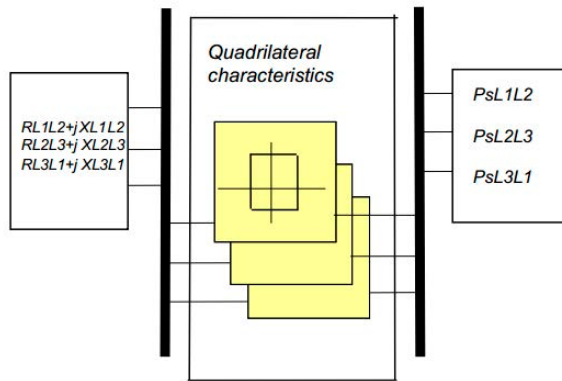 Quadrilateral
characteristics
RL1L2+j XL1L2
RL2L3+j XL2L3
RL3L1+j XL3L1
PsL1L2
PsL2L3
PsL3L1